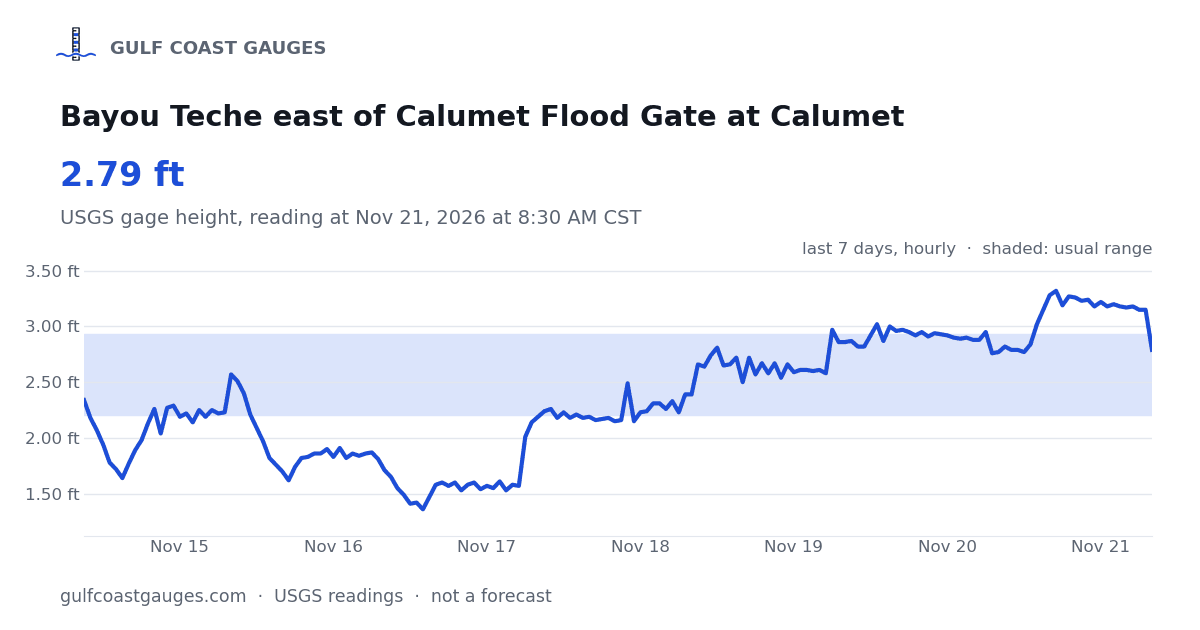 GULF COAST GAUGES
Bayou Teche east of Calumet Flood Gate at Calumet
2.79 ft
USGS gage height, reading at Nov 21, 2026 at 8:30 AM CST
last 7 days, hourly · shaded: usual range
3.50 ft
3.00 ft
2.50 ft
2.00 ft
1.50 ft
Nov 15 Nov 16 Nov 17 Nov 18 Nov 19 Nov 20 Nov 21
gulfcoastgauges.com · USGS readings · not a forecast